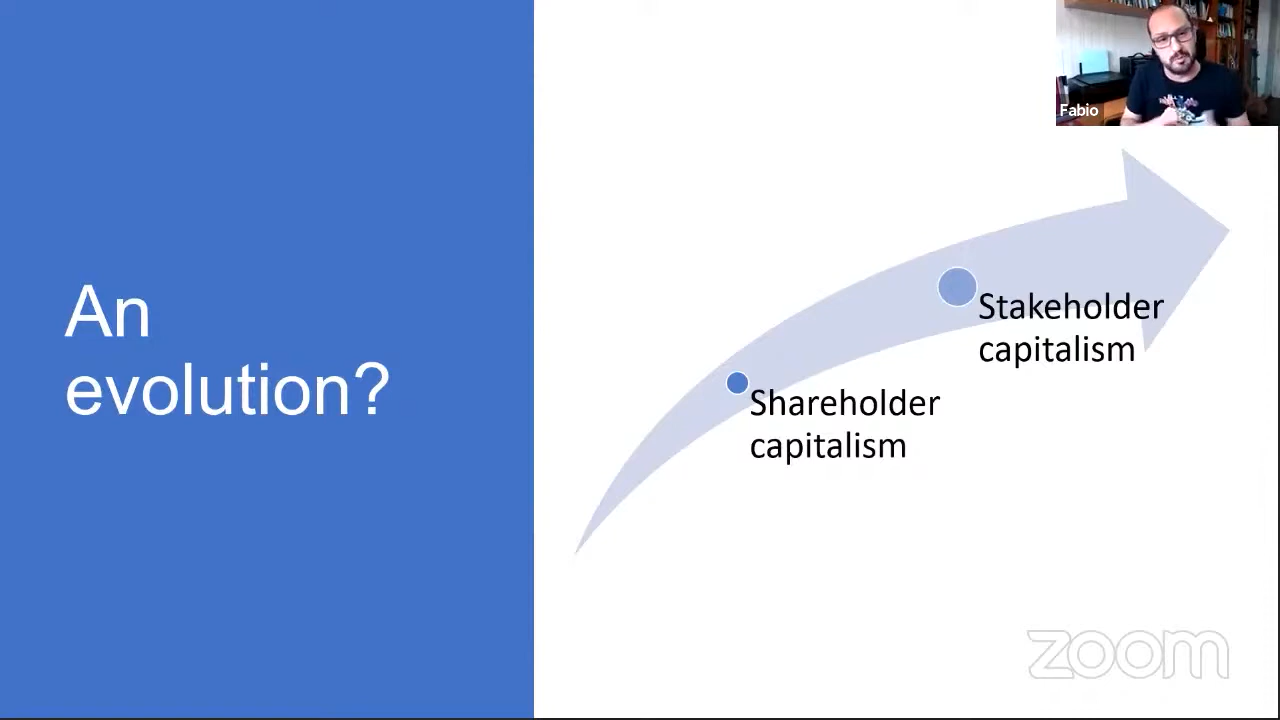 Fabio
An
evolution?
Stakeholder
capitalism
Shareholder
capitalism
zoom